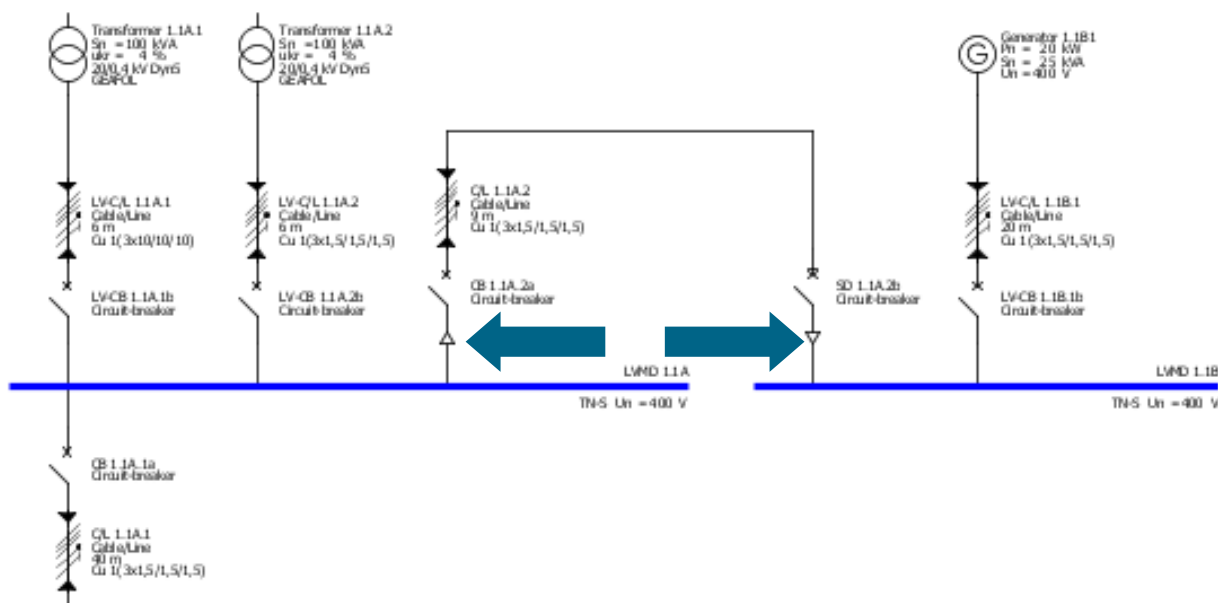 Transformer 1.1A.1
Sn =100 kVA
ukr = 4 %
20/0,4 kV Dyn5
GEAFOL
Transformer 1.1A.2
Sn =100 kVA
ukr = 4 %
20/0,4 kV Dyn5
GEAFOL
Generator 1.1B.1
Pn = 20 kW
Sn = 25 kVA
Un =400 V
G
LV-C/L 1.1A.1
Cable/Line
6 m
Cu 1(3x10/10/10)
LV-C/L 1.1A.2
Cable/Line
6 m
Cu 1(3x1,5/1,5/1,5)
C/L 1.1A.2
Cable/Line
9 m
Cu 1(3x1,5/1,5/1,5)
LV-C/L 1.1B.1
Cable/Line
20 m
Cu 1(3x1,5/1,5/1,5)
LV-CB 1.1A.1b
Circuit-breaker
LV-CB 1.1A.2b
Circuit-breaker
CB 1.1A.2a
Circuit-breaker
SD 1.1A.2b
Circuit-breaker
LV-CB 1.1B.1b
Circuit-breaker
LVMD 1.1A
TN-S Un =400 V
LVMD 1.1B
TN-S Un =400 V
CB 1.1A.1a
Circuit-breaker
C/L 1.1A.1
Cable/Line
40 m
Cu 1(3x1,5/1,5/1,5)